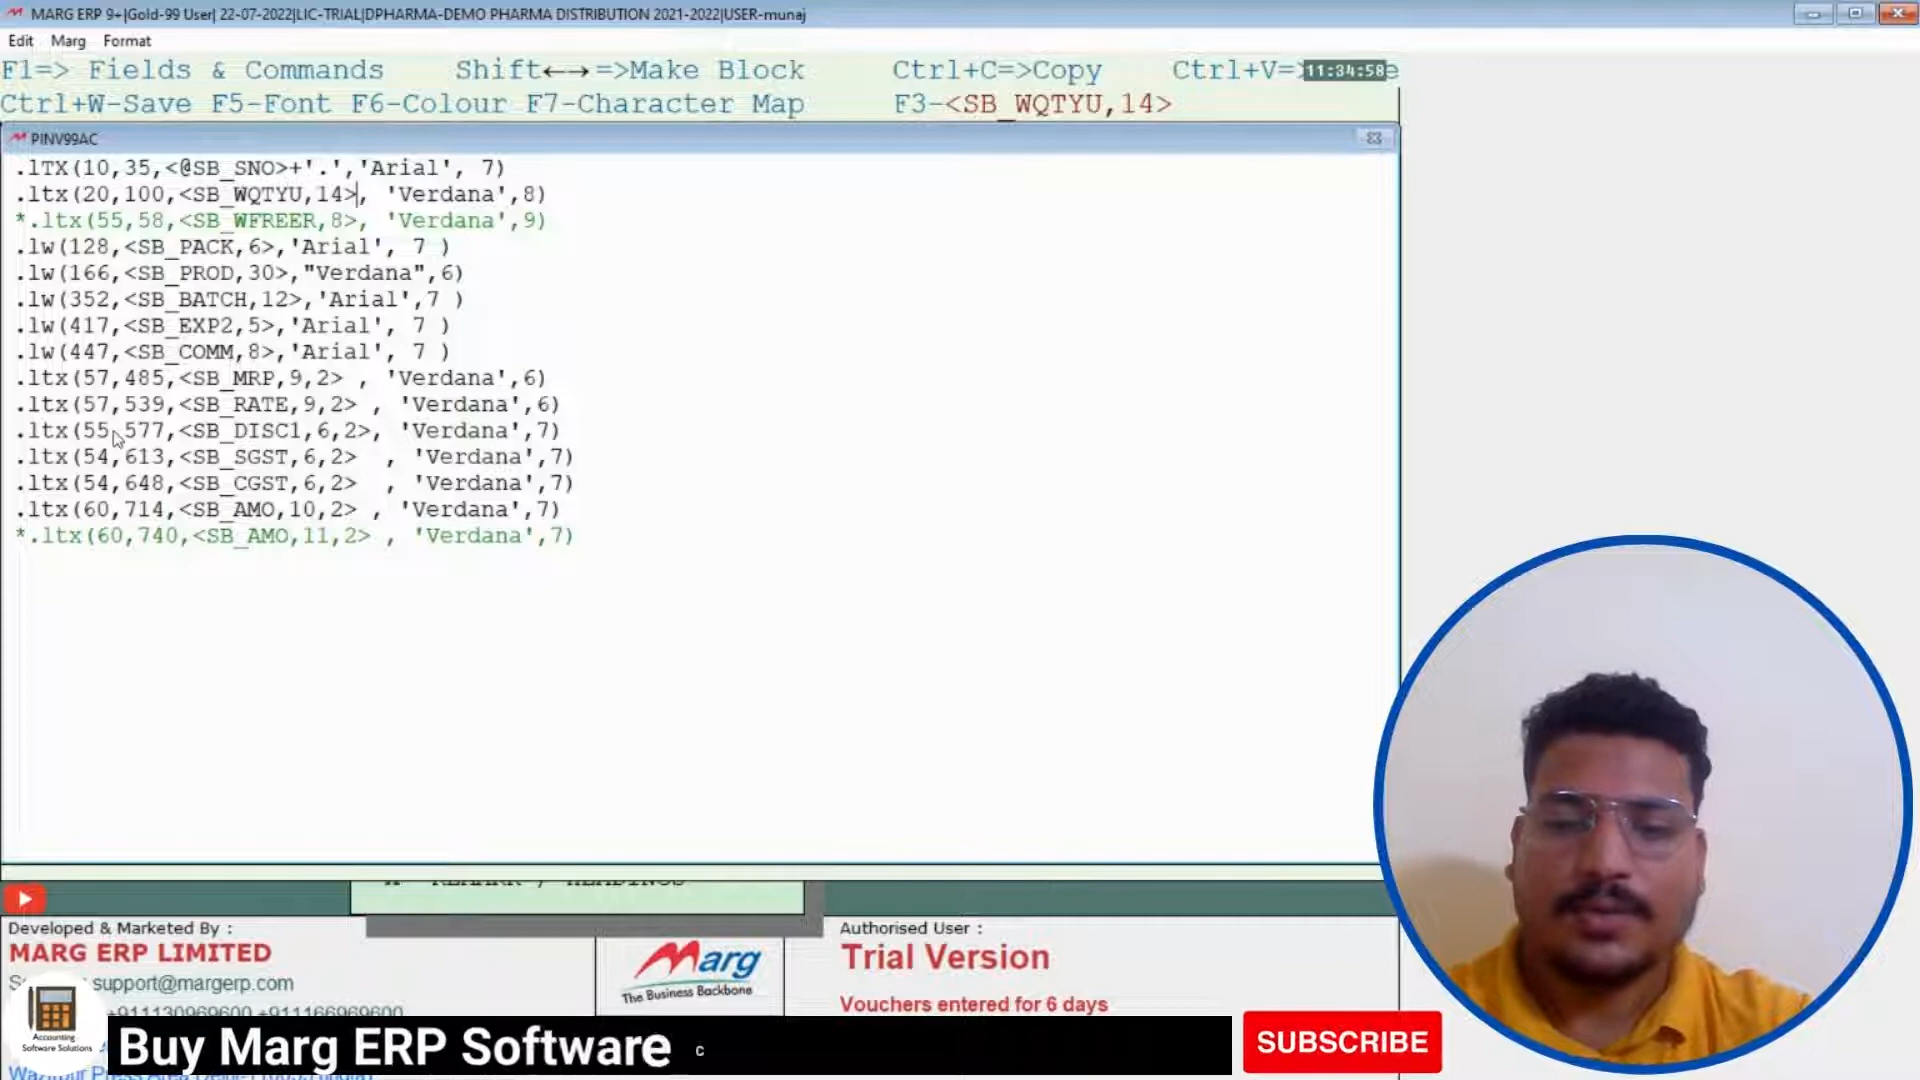 MARG ERP 9+|Gold-99 User| 22-07-2022|LIC-TRIAL|DPHARMA-DEMO PHARMA DISTRIBUTION 2021-2022|USER-munaj
Edit Marg Format
F1=> Fields & Commands Shift←→=>Make Block Ctrl+C=>Copy Ctrl+V=> 11:34:58 e
Ctrl+W-Save F5-Font F6-Colour F7-Character Map F3-<SB_WQTYU,14>
PINV99AC
.lTX(10,35,<@SB_SNO>+'.','Arial', 7)
.ltx(20,100,<SB_WQTYU,14>, 'Verdana',8)
*.ltx(55,58,<SB_WFREER,8>, 'Verdana',9)
.lw(128,<SB_PACK,6>,'Arial', 7 )
.lw(166,<SB_PROD,30>,"Verdana",6)
.lw(352,<SB_BATCH,12>,'Arial',7 )
.lw(417,<SB_EXP2,5>,'Arial', 7 )
.lw(447,<SB_COMM,8>,'Arial', 7 )
.ltx(57,485,<SB_MRP,9,2> , 'Verdana',6)
.ltx(57,539,<SB_RATE,9,2> , 'Verdana',6)
.ltx(55,577,<SB_DISC1,6,2>, 'Verdana',7)
.ltx(54,613,<SB_SGST,6,2> , 'Verdana',7)
.ltx(54,648,<SB_CGST,6,2> , 'Verdana',7)
.ltx(60,714,<SB_AMO,10,2> , 'Verdana',7)
*.ltx(60,740,<SB_AMO,11,2> , 'Verdana',7)
Developed & Marketed By :
MARG ERP LIMITED
support@margerp.com
+911130969600 +911166969600
Marg
The Business Backbone
Authorised User :
Trial Version
Vouchers entered for 6 days
Accounting
Software Solutions
Buy Marg ERP Software c
SUBSCRIBE